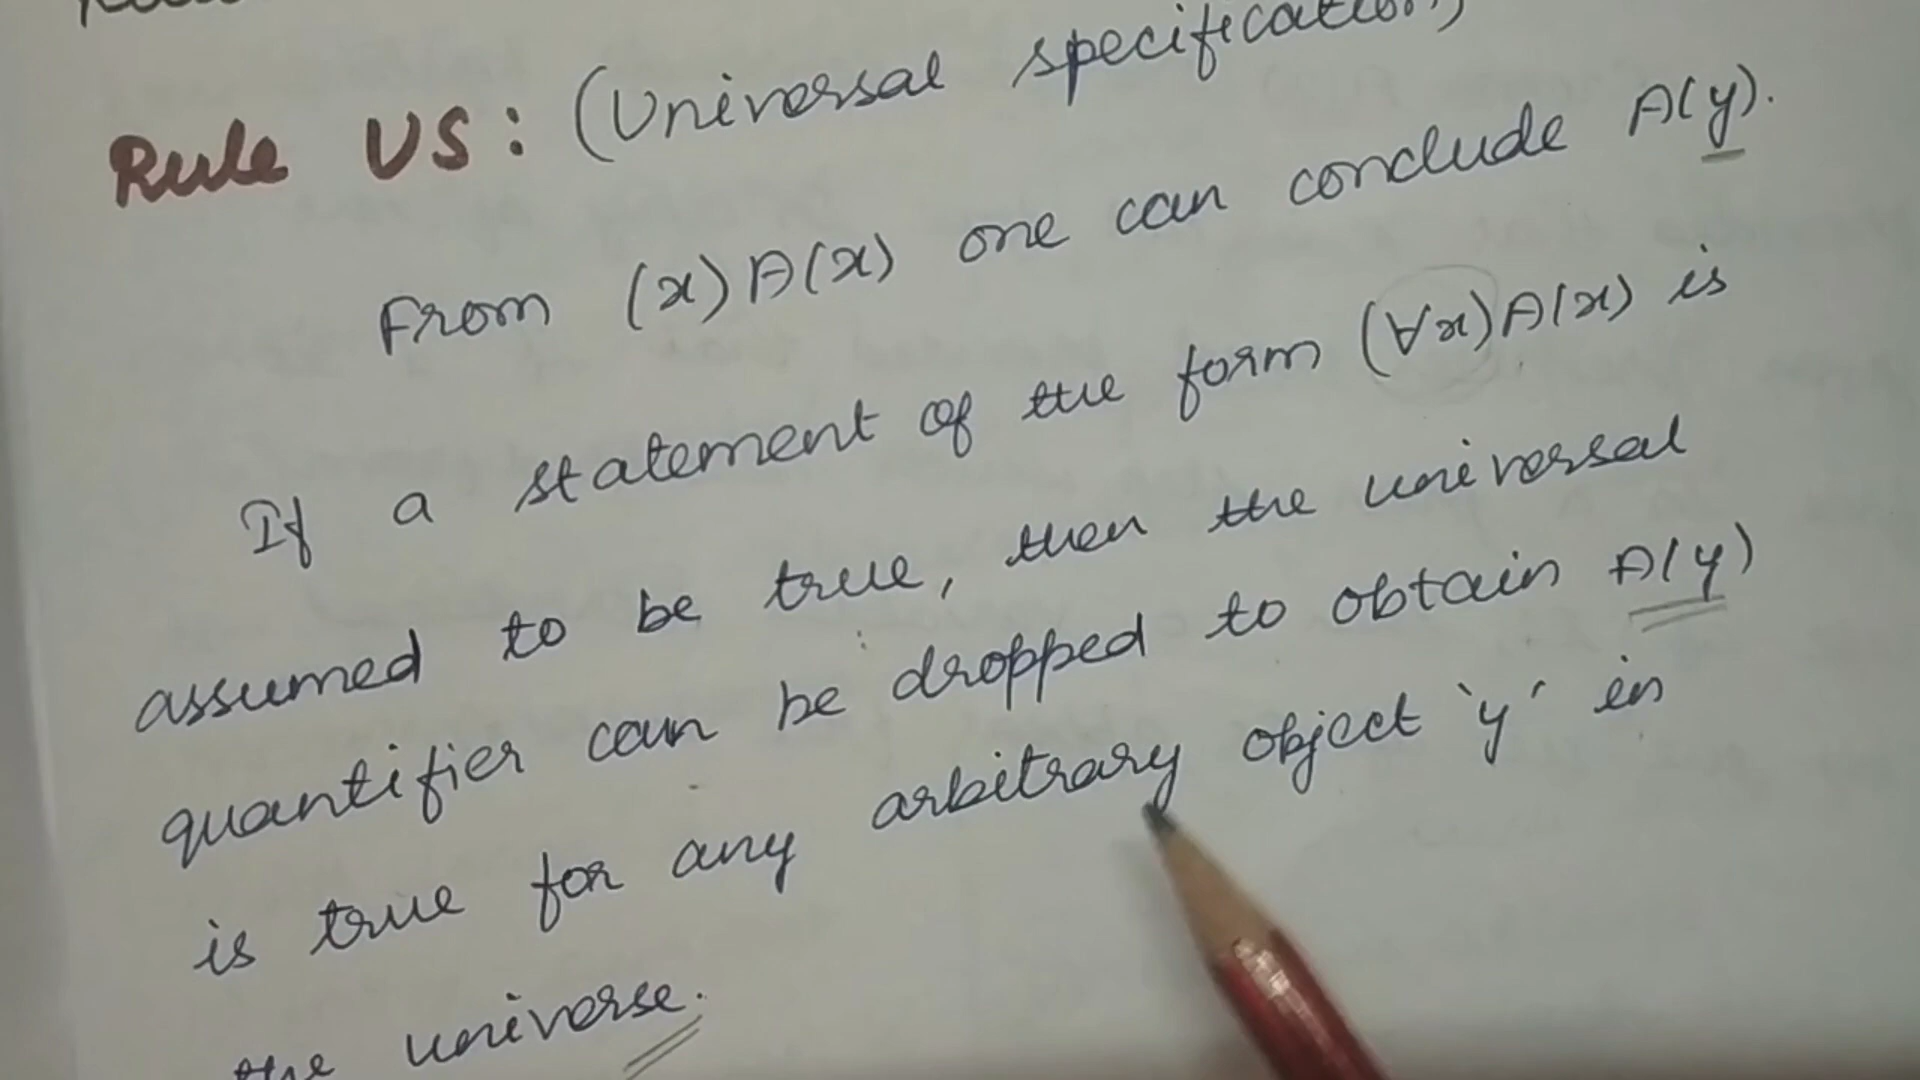 Rule US: (Universal specification)
From (x)A(x) one can conclude A(y).
If a statement of the form (∀x)A(x) is
assumed to be true, then the universal
quantifier can be dropped to obtain A(y)
is true for any arbitrary object 'y' in
the universe.